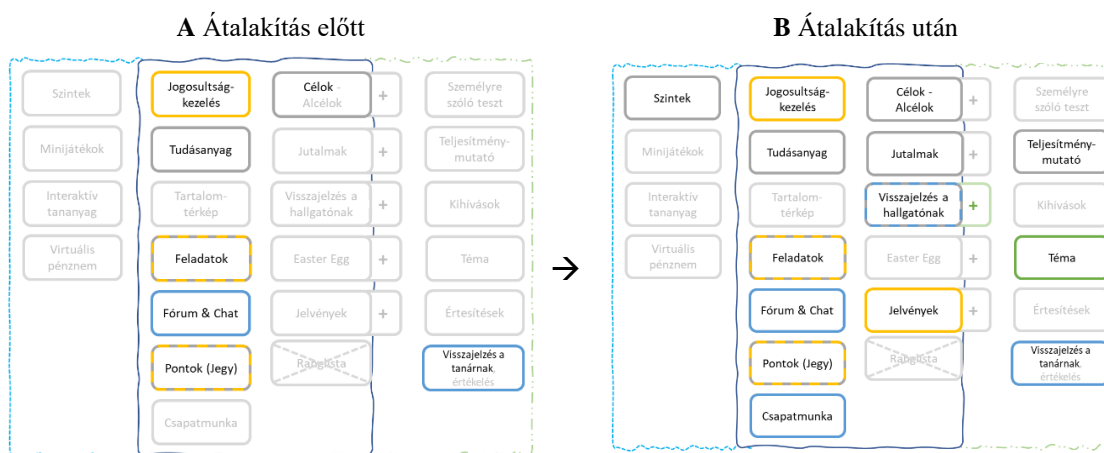 A Átalakítás előtt
Szintek
Jogosultság-
kezelés
Célok -
Alcélok
+
Személyre
szóló teszt
Minijátékok
Tudásanyag
Jutalmak
+
Teljesítmény-
mutató
Interaktív
tananyag
Tartalom-
térkép
Visszajelzés a
hallgatónak
+
Kihívások
Virtuális
pénznem
Feladatok
Easter Egg
+
Téma
Fórum & Chat
Jelvények
+
Értesítések
Pontok (Jegy)
Ranglista
Visszajelzés a
tanárnak,
értékelés
Csapatmunka
→
B Átalakítás után
Szintek
Jogosultság-
kezelés
Célok -
Alcélok
+
Személyre
szóló teszt
Minijátékok
Tudásanyag
Jutalmak
+
Teljesítmény-
mutató
Interaktív
tananyag
Tartalom-
térkép
Visszajelzés a
hallgatónak
+
Kihívások
Virtuális
pénznem
Feladatok
Easter Egg
+
Téma
Fórum & Chat
Jelvények
+
Értesítések
Pontok (Jegy)
Ranglista
Visszajelzés a
tanárnak,
értékelés
Csapatmunka